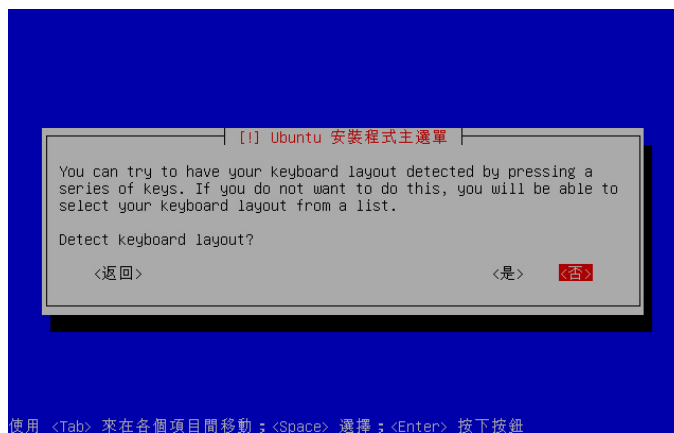 [!] Ubuntu 安裝程式主選單
You can try to have your keyboard layout detected by pressing a
series of keys. If you do not want to do this, you will be able to
select your keyboard layout from a list.
Detect keyboard layout?
<返回> <是> <否>
使用 <Tab> 來在各個項目間移動；<Space> 選擇；<Enter> 按下按鈕